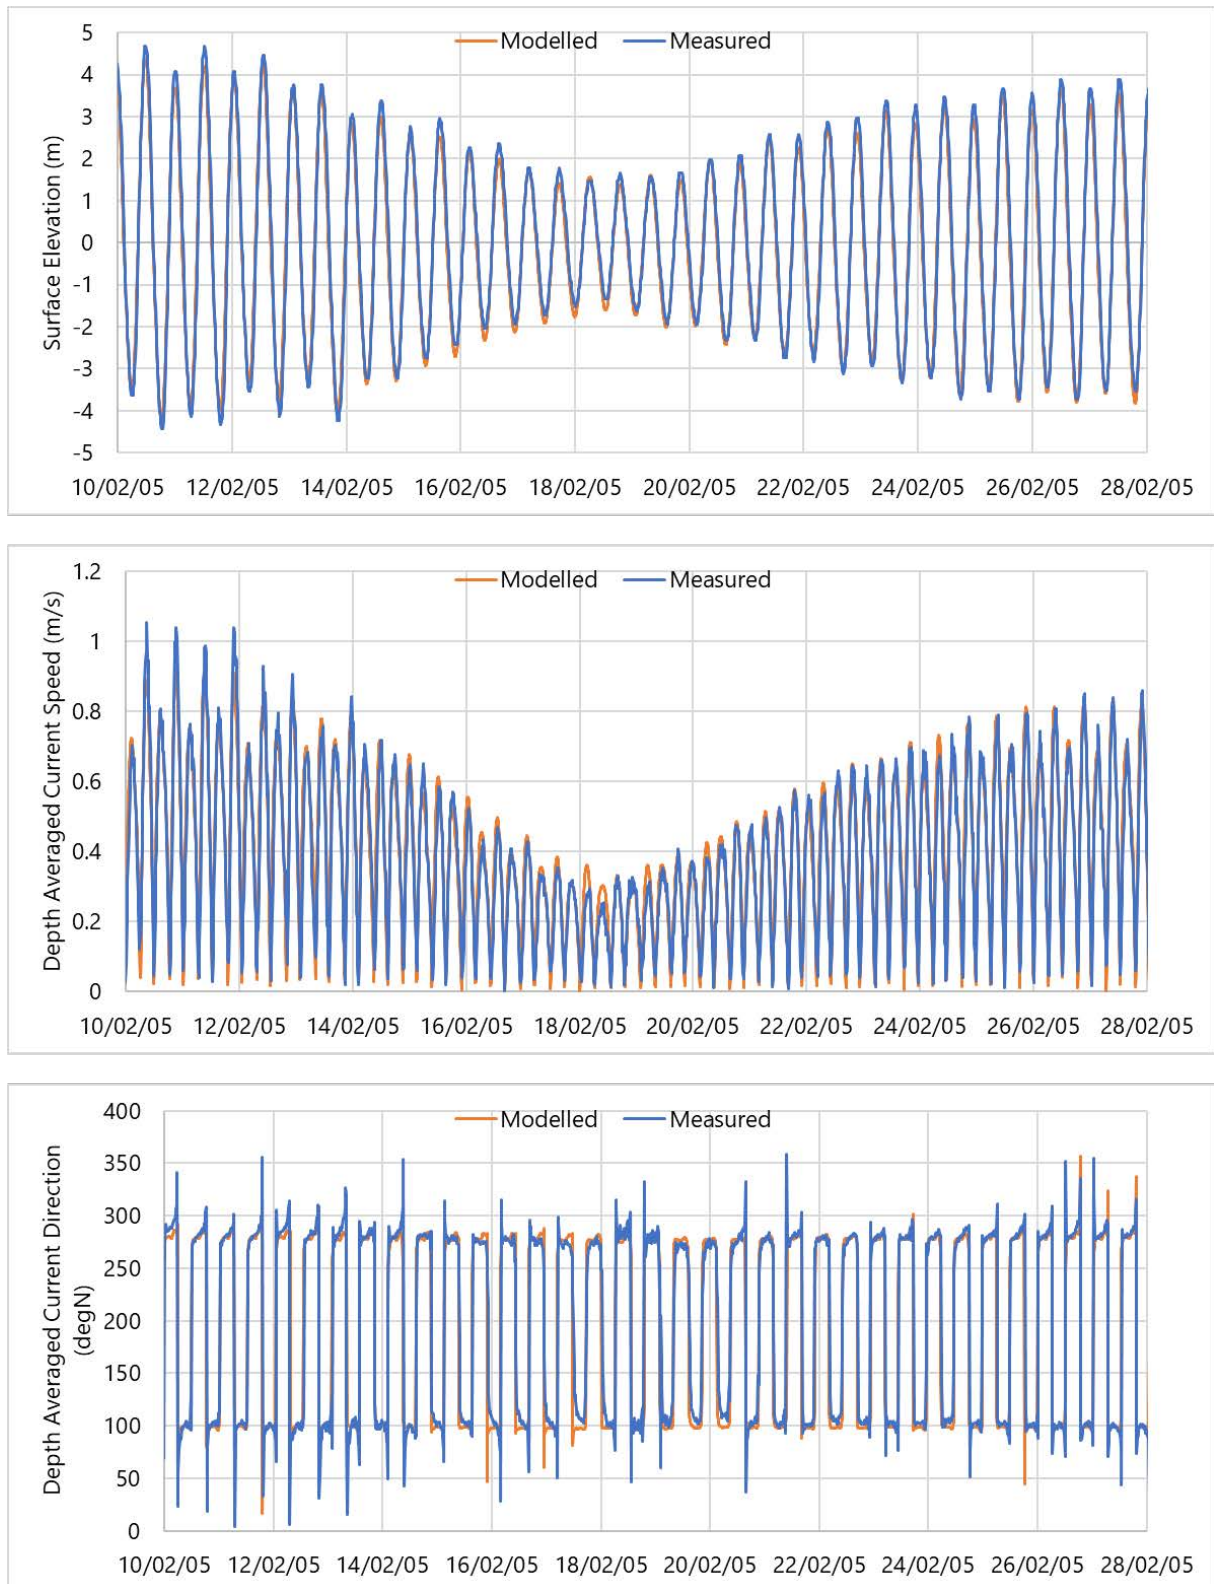 Modelled Measured
5
4
3
2
1
0
-1
-2
-3
-4
-5
Surface Elevation (m)
10/02/05 12/02/05 14/02/05 16/02/05 18/02/05 20/02/05 22/02/05 24/02/05 26/02/05 28/02/05
Modelled Measured
1.2
1
0.8
0.6
0.4
0.2
0
Depth Averaged Current Speed (m/s)
10/02/05 12/02/05 14/02/05 16/02/05 18/02/05 20/02/05 22/02/05 24/02/05 26/02/05 28/02/05
Modelled Measured
400
350
300
250
200
150
100
50
0
Depth Averaged Current Direction
(degN)
10/02/05 12/02/05 14/02/05 16/02/05 18/02/05 20/02/05 22/02/05 24/02/05 26/02/05 28/02/05